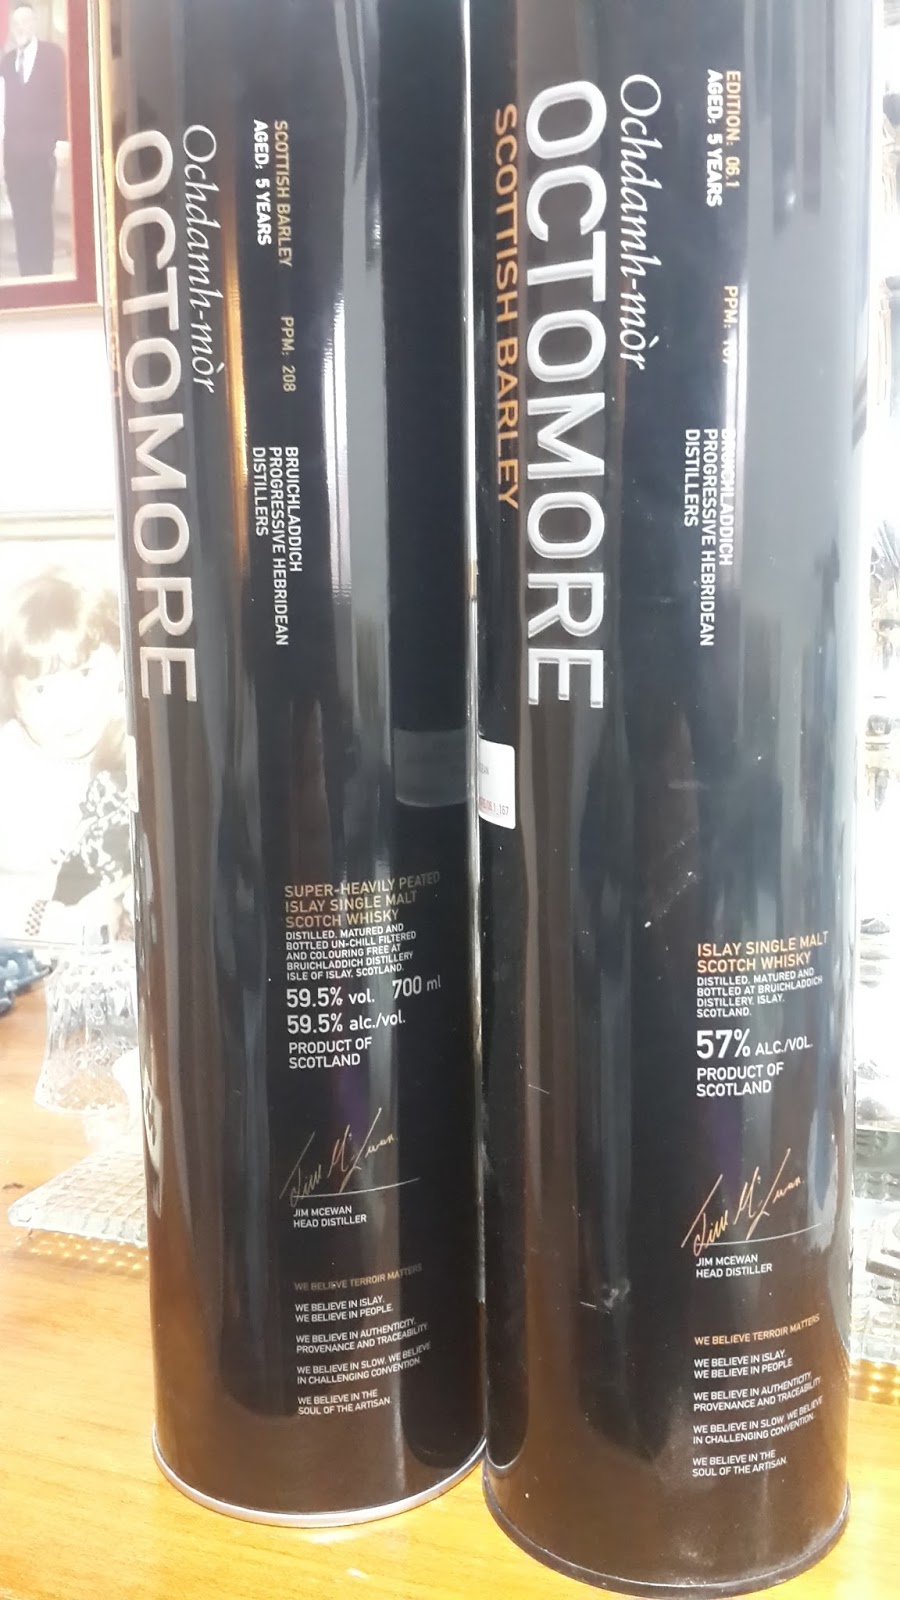 Ochdamh-mòr
OCTOMORE
SCOTTISH BARLEY
AGED: 5 YEARS
PPM: 208
BRUICHLADDICH
PROGRESSIVE HEBRIDEAN
DISTILLERS
SUPER-HEAVILY PEATED
ISLAY SINGLE MALT
SCOTCH WHISKY
DISTILLED, MATURED AND
BOTTLED UN-CHILL FILTERED
AND COLOURING FREE AT
BRUICHLADDICH DISTILLERY
ISLE OF ISLAY, SCOTLAND.
59.5% vol. 700 ml
59.5% alc./vol.
PRODUCT OF
SCOTLAND
Jim McEwan
JIM MCEWAN
HEAD DISTILLER
WE BELIEVE TERROIR MATTERS
WE BELIEVE IN ISLAY.
WE BELIEVE IN PEOPLE.
WE BELIEVE IN AUTHENTICITY,
PROVENANCE AND TRACEABILITY.
WE BELIEVE IN SLOW. WE BELIEVE
IN CHALLENGING CONVENTION.
WE BELIEVE IN THE
SOUL OF THE ARTISAN.
EDITION: 06.1
AGED: 5 YEARS
PPM: 167
BRUICHLADDICH
PROGRESSIVE HEBRIDEAN
DISTILLERS
Ochdamh-mòr
OCTOMORE
SCOTTISH BARLEY
ISLAY SINGLE MALT
SCOTCH WHISKY
DISTILLED, MATURED AND
BOTTLED AT BRUICHLADDICH
DISTILLERY, ISLAY,
SCOTLAND.
57% ALC./VOL.
PRODUCT OF
SCOTLAND
Jim McEwan
JIM MCEWAN
HEAD DISTILLER
WE BELIEVE TERROIR MATTERS
WE BELIEVE IN ISLAY.
WE BELIEVE IN PEOPLE.
WE BELIEVE IN AUTHENTICITY,
PROVENANCE AND TRACEABILITY
WE BELIEVE IN SLOW. WE BELIEVE
IN CHALLENGING CONVENTION.
WE BELIEVE IN THE
SOUL OF THE ARTISAN.